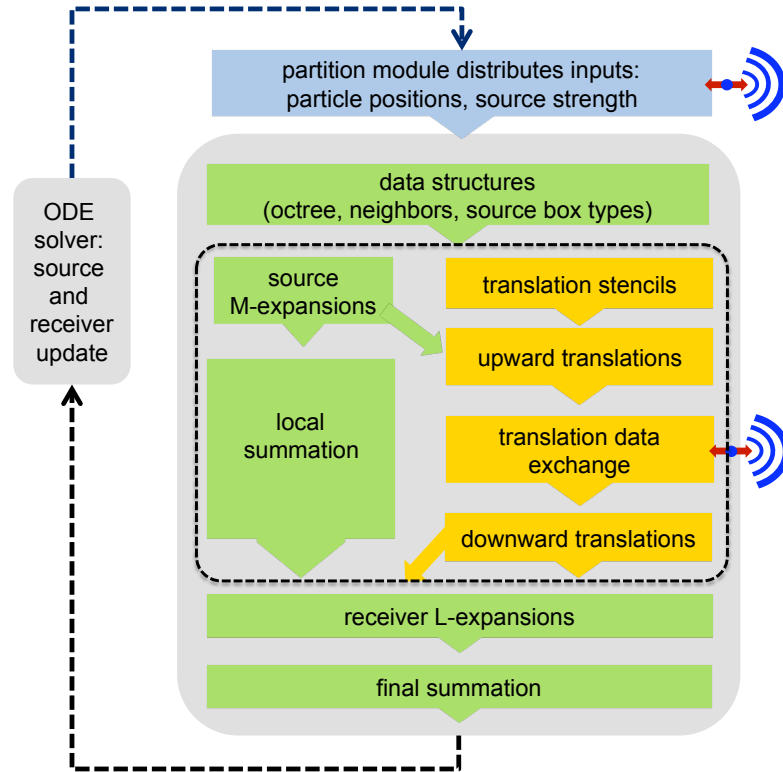 partition module distributes inputs:
particle positions, source strength
data structures
(octree, neighbors, source box types)
ODE
solver:
source
and
receiver
update
source
M-expansions
translation stencils
upward translations
local
summation
translation data
exchange
downward translations
receiver L-expansions
final summation